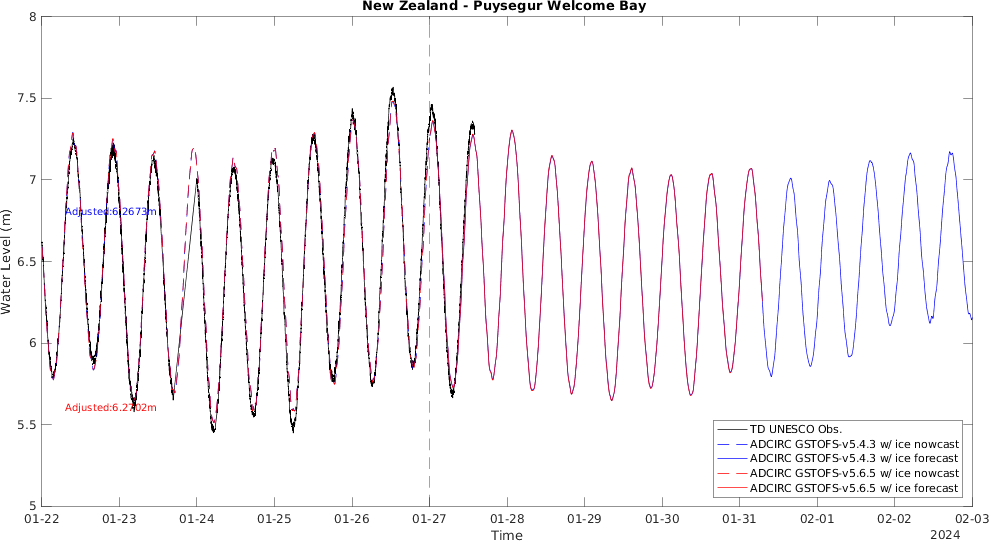 New Zealand - Puysegur Welcome Bay
8
7.5
7
6.5
6
5.5
5
Water Level (m)
Adjusted:6.2673m
Adjusted:6.2702m
TD UNESCO Obs.
ADCIRC GSTOFS-v5.4.3 w/ ice nowcast
ADCIRC GSTOFS-v5.4.3 w/ ice forecast
ADCIRC GSTOFS-v5.6.5 w/ ice nowcast
ADCIRC GSTOFS-v5.6.5 w/ ice forecast
01-22 01-23 01-24 01-25 01-26 01-27 01-28 01-29 01-30 01-31 02-01 02-02 02-03
Time
2024